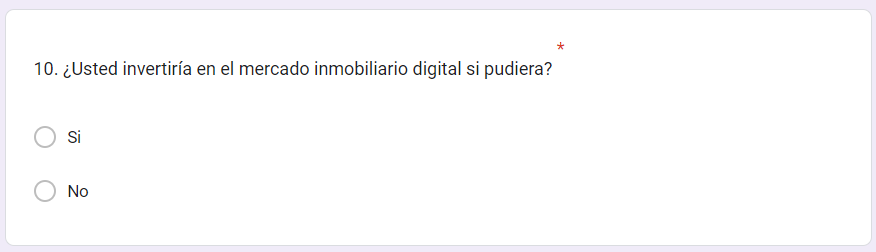 10. ¿Usted invertiría en el mercado inmobiliario digital si pudiera? *
Si
No